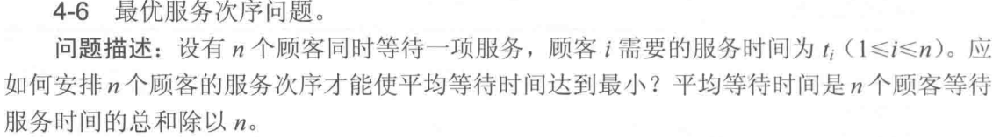 4-6 最优服务次序问题。
问题描述：设有 n 个顾客同时等待一项服务，顾客 i 需要的服务时间为 tᵢ（1≤i≤n）。应
如何安排 n 个顾客的服务次序才能使平均等待时间达到最小？平均等待时间是 n 个顾客等待
服务时间的总和除以 n。